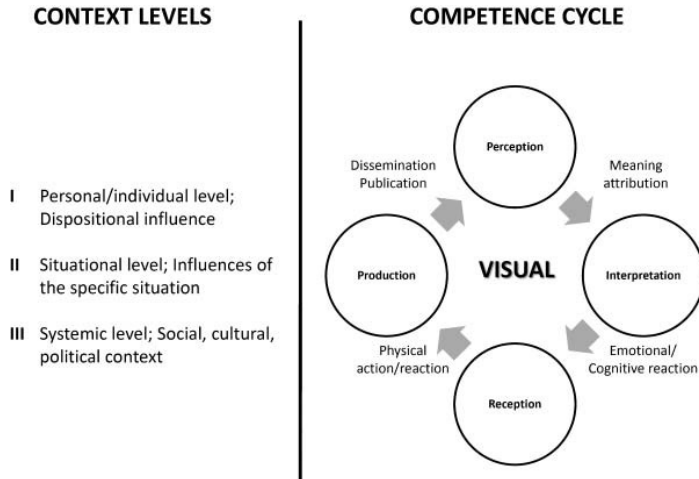 CONTEXT LEVELS
I Personal/individual level;
Dispositional influence
II Situational level; Influences of
the specific situation
III Systemic level; Social, cultural,
political context
COMPETENCE CYCLE
Perception
Dissemination
Publication
Meaning
attribution
Production
VISUAL
Interpretation
Physical
action/reaction
Emotional/
Cognitive reaction
Reception